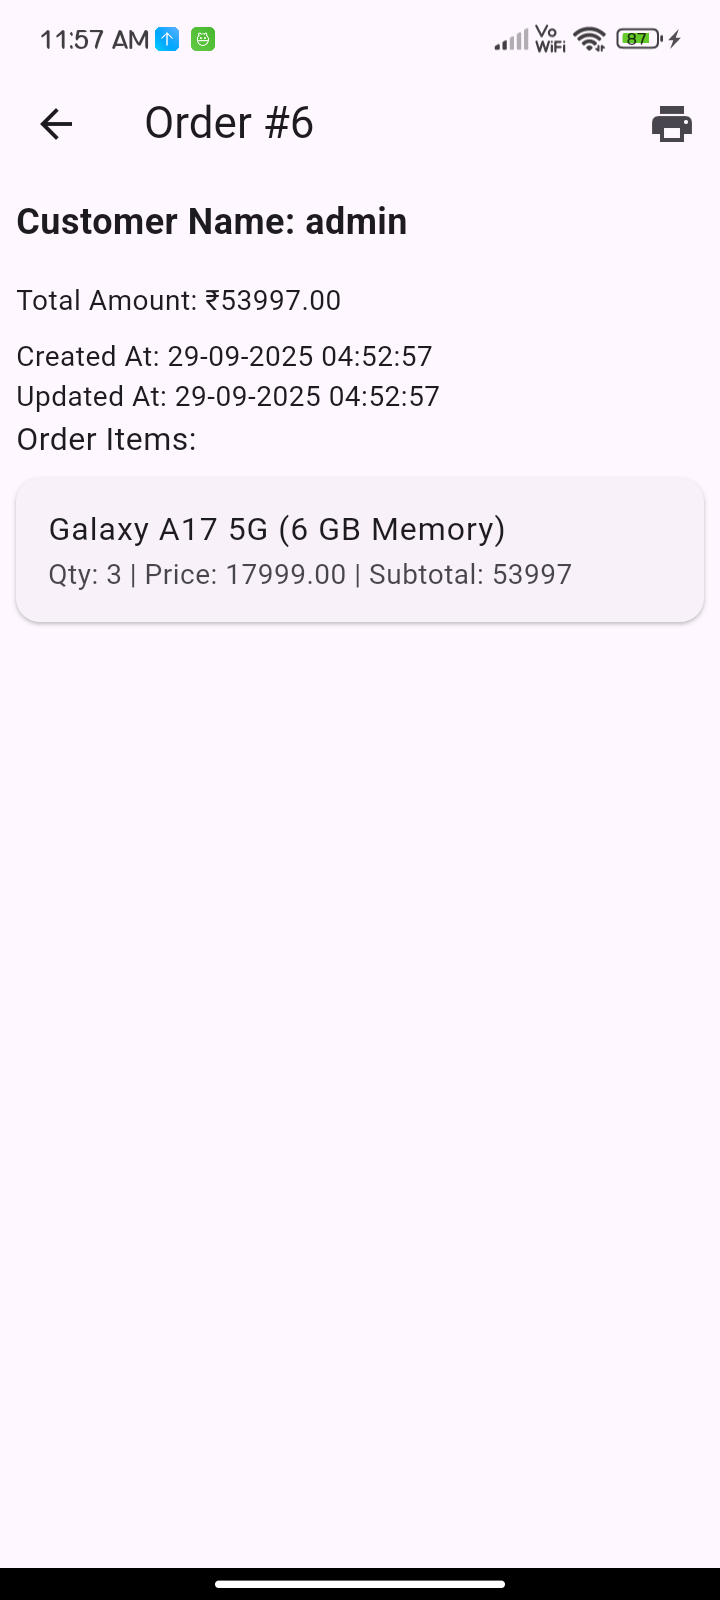 11:57 AM
Vo
WiFi
87
Order #6
Customer Name: admin
Total Amount: ₹53997.00
Created At: 29-09-2025 04:52:57
Updated At: 29-09-2025 04:52:57
Order Items:
Galaxy A17 5G (6 GB Memory)
Qty: 3 | Price: 17999.00 | Subtotal: 53997